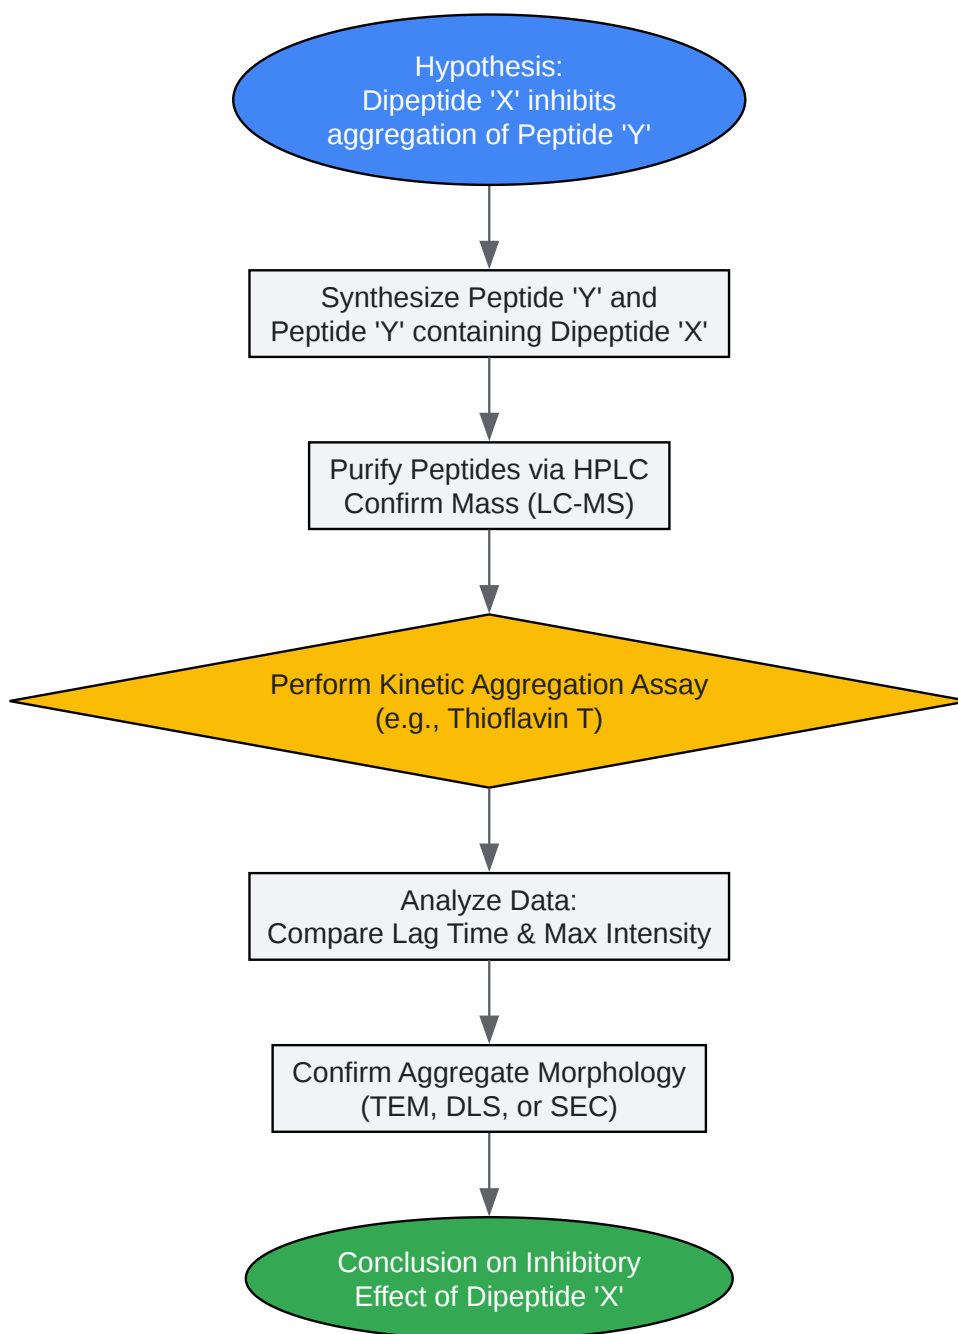 Hypothesis:
Dipeptide 'X' inhibits
aggregation of Peptide 'Y'
Synthesize Peptide 'Y' and
Peptide 'Y' containing Dipeptide 'X'
Purify Peptides via HPLC
Confirm Mass (LC-MS)
Perform Kinetic Aggregation Assay
(e.g., Thioflavin T)
Analyze Data:
Compare Lag Time & Max Intensity
Confirm Aggregate Morphology
(TEM, DLS, or SEC)
Conclusion on Inhibitory
Effect of Dipeptide 'X'